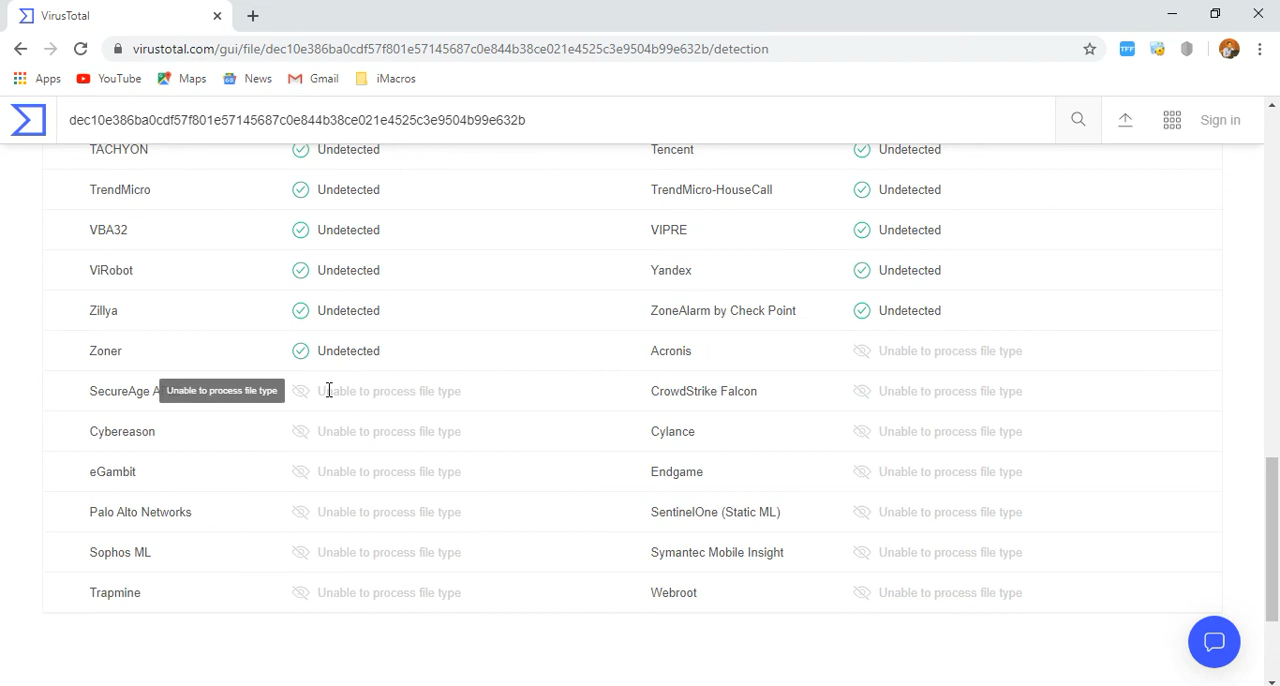 VirusTotal
virustotal.com/gui/file/dec10e386ba0cdf57f801e57145687c0e844b38ce021e4525c3e9504b99e632b/detection
TFF
Apps YouTube Maps News Gmail iMacros
dec10e386ba0cdf57f801e57145687c0e844b38ce021e4525c3e9504b99e632b
Sign in
TACHYON Undetected Tencent Undetected
TrendMicro Undetected TrendMicro-HouseCall Undetected
VBA32 Undetected VIPRE Undetected
ViRobot Undetected Yandex Undetected
Zillya Undetected ZoneAlarm by Check Point Undetected
Zoner Undetected Acronis Unable to process file type
SecureAge A Unable to process file type Unable to process file type CrowdStrike Falcon Unable to process file type
Cybereason Unable to process file type Cylance Unable to process file type
eGambit Unable to process file type Endgame Unable to process file type
Palo Alto Networks Unable to process file type SentinelOne (Static ML) Unable to process file type
Sophos ML Unable to process file type Symantec Mobile Insight Unable to process file type
Trapmine Unable to process file type Webroot Unable to process file type